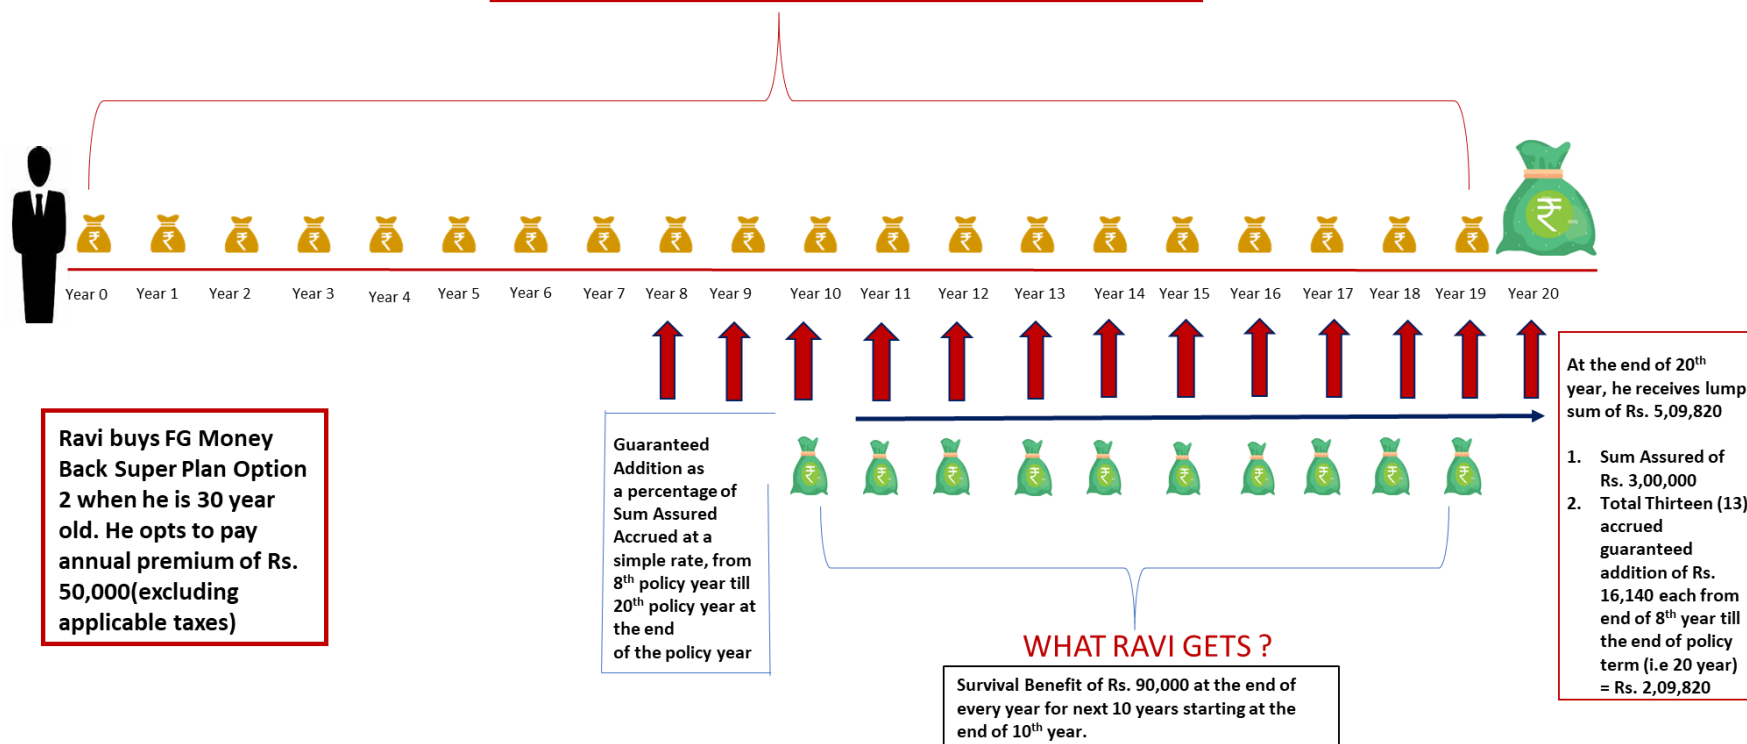 ₹ ₹ ₹ ₹ ₹ ₹ ₹ ₹ ₹ ₹ ₹ ₹ ₹ ₹ ₹ ₹ ₹ ₹ ₹ ₹ ₹
Year 0 Year 1 Year 2 Year 3 Year 4 Year 5 Year 6 Year 7 Year 8 Year 9 Year 10 Year 11 Year 12 Year 13 Year 14 Year 15 Year 16 Year 17 Year 18 Year 19 Year 20
Ravi buys FG Money
Back Super Plan Option
2 when he is 30 year
old. He opts to pay
annual premium of Rs.
50,000(excluding
applicable taxes)
Guaranteed
Addition as
a percentage of
Sum Assured
Accrued at a
simple rate, from
8th policy year till
20th policy year at
the end
of the policy year
₹ ₹ ₹ ₹ ₹ ₹ ₹ ₹ ₹ ₹
WHAT RAVI GETS ?
Survival Benefit of Rs. 90,000 at the end of
every year for next 10 years starting at the
end of 10th year.
At the end of 20th
year, he receives lump
sum of Rs. 5,09,820
1. Sum Assured of
Rs. 3,00,000
2. Total Thirteen (13)
accrued
guaranteed
addition of Rs.
16,140 each from
end of 8th year till
the end of policy
term (i.e 20 year)
= Rs. 2,09,820